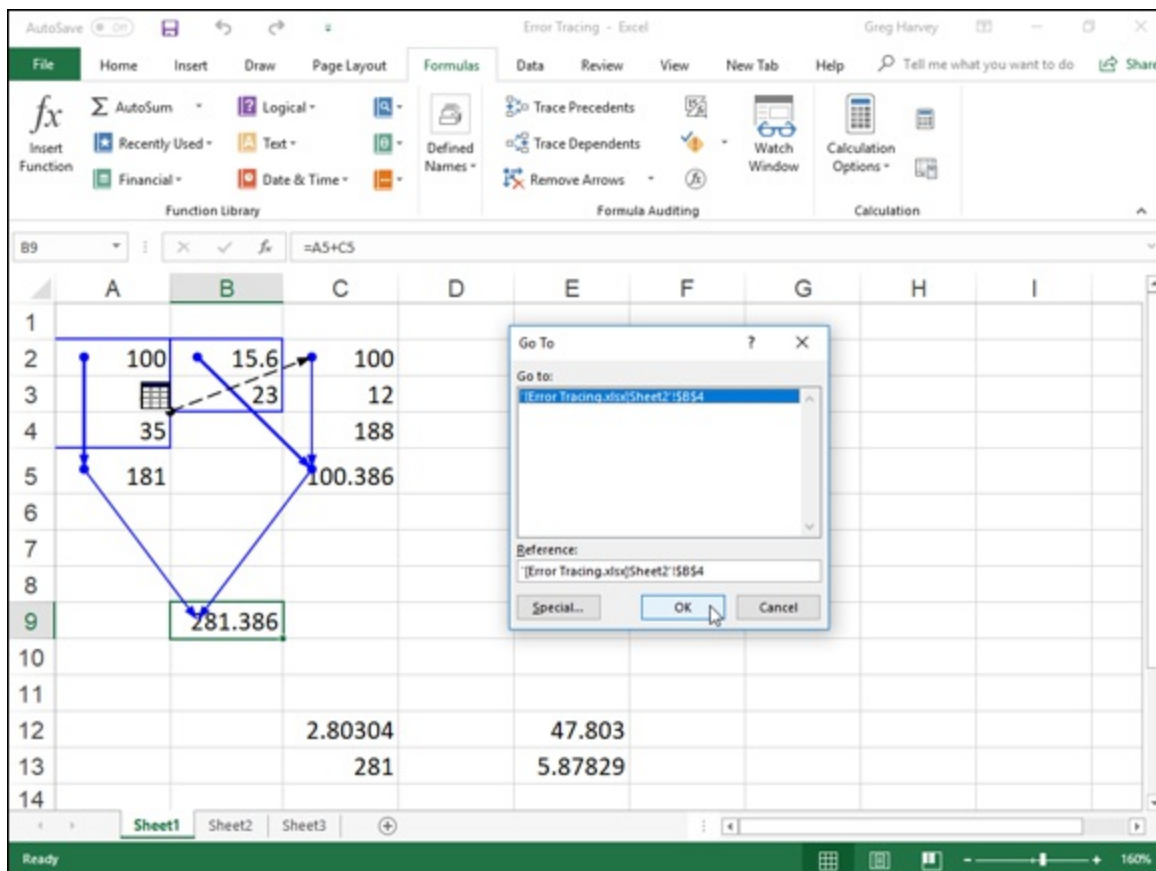 AutoSave Off Error Tracing - Excel Greg Harvey
File Home Insert Draw Page Layout Formulas Data Review View New Tab Help Tell me what you want to do Share
fx Insert Function
Σ AutoSum
Recently Used
Financial
Logical
Text
Date & Time
Function Library
Defined Names
Trace Precedents
Trace Dependents
Remove Arrows
fx
Watch Window
Formula Auditing
Calculation Options
Calculation
B9 fx =A5+C5
A B C D E F G H I
1
2 100 15.6 100
3 23 12
4 35 188
5 181 100.386
6
7
8
9 281.386
10
11
12 2.80304 47.803
13 281 5.87829
14
Go To ?
Go to:
'[Error Tracing.xlsx]Sheet2'!$B$4
Reference:
'[Error Tracing.xlsx]Sheet2'!$B$4
Special... OK Cancel
Sheet1 Sheet2 Sheet3
Ready 160%